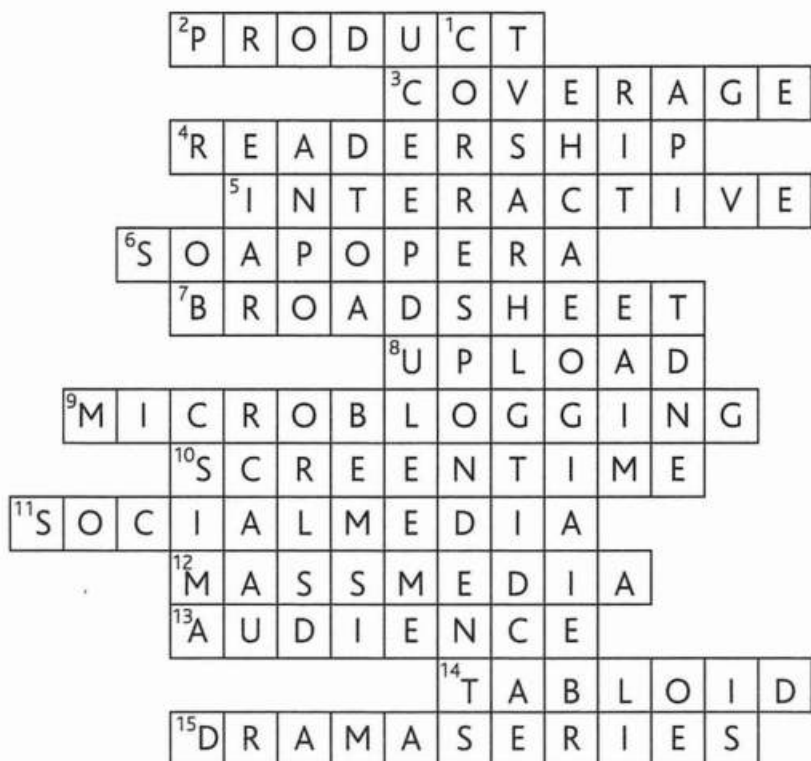 2PRODU1CT
3COVERAGE
4READERSHIP
5INTERACTIVE
6SOAPOPERA
7BROADSHEET
8UPLOAD
9MICROBLOGGING
10SCREENTIME
11SOCIALMEDIA
12MASSMEDIA
13AUDIENCE
14TABLOID
15DRAMASERIES